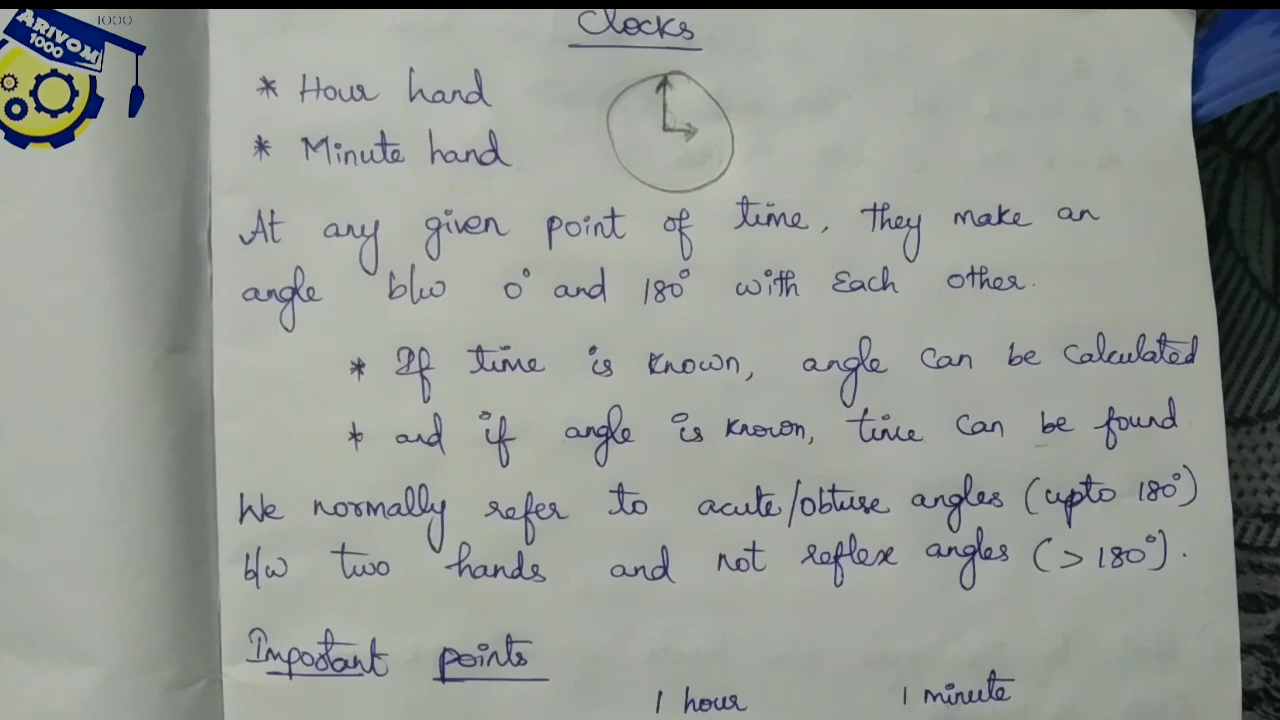 1000
ARIVOM
1000
Clocks
* Hour hand
* Minute hand
At any given point of time, they make an
angle b/w 0° and 180° with each other.
* If time is known, angle can be calculated
* and if angle is known, time can be found
We normally refer to acute/obtuse angles (upto 180°)
b/w two hands and not reflex angles (> 180°).
Important points
1 hour 1 minute